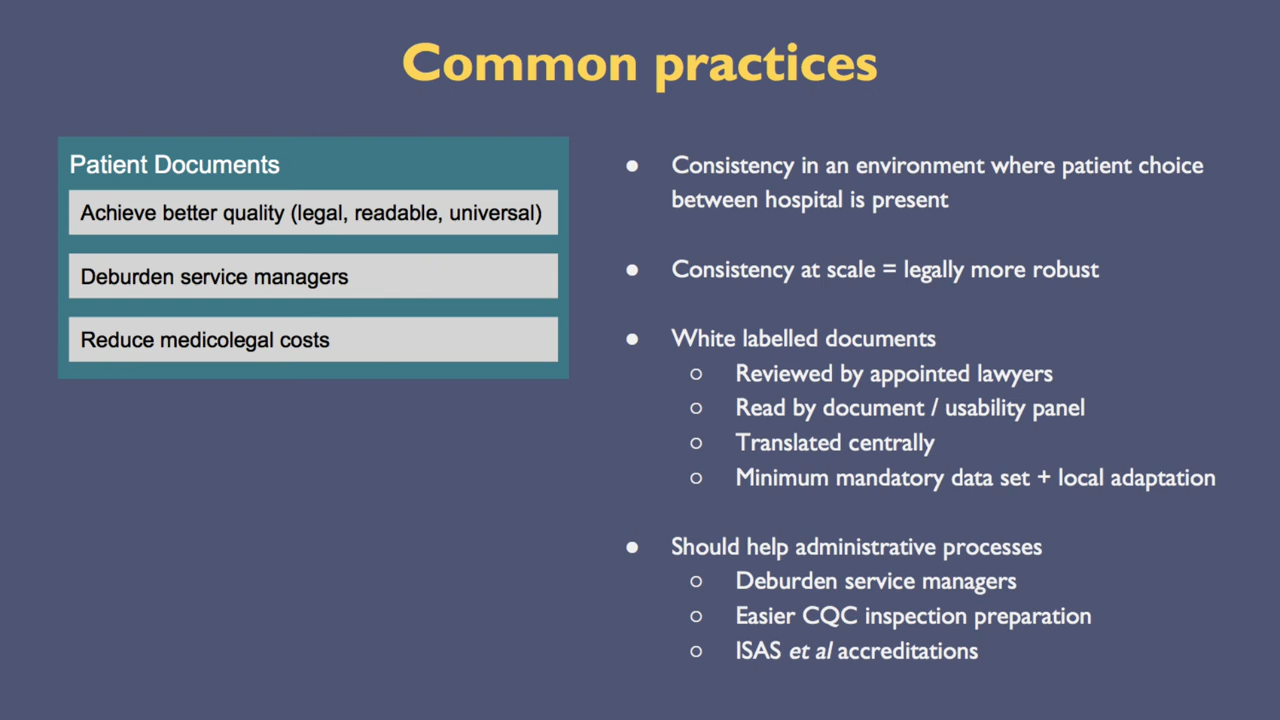 Common practices
Patient Documents
Achieve better quality (legal, readable, universal)
Deburden service managers
Reduce medicolegal costs
● Consistency in an environment where patient choice
between hospital is present
● Consistency at scale = legally more robust
● White labelled documents
○ Reviewed by appointed lawyers
○ Read by document / usability panel
○ Translated centrally
○ Minimum mandatory data set + local adaptation
● Should help administrative processes
○ Deburden service managers
○ Easier CQC inspection preparation
○ ISAS et al accreditations